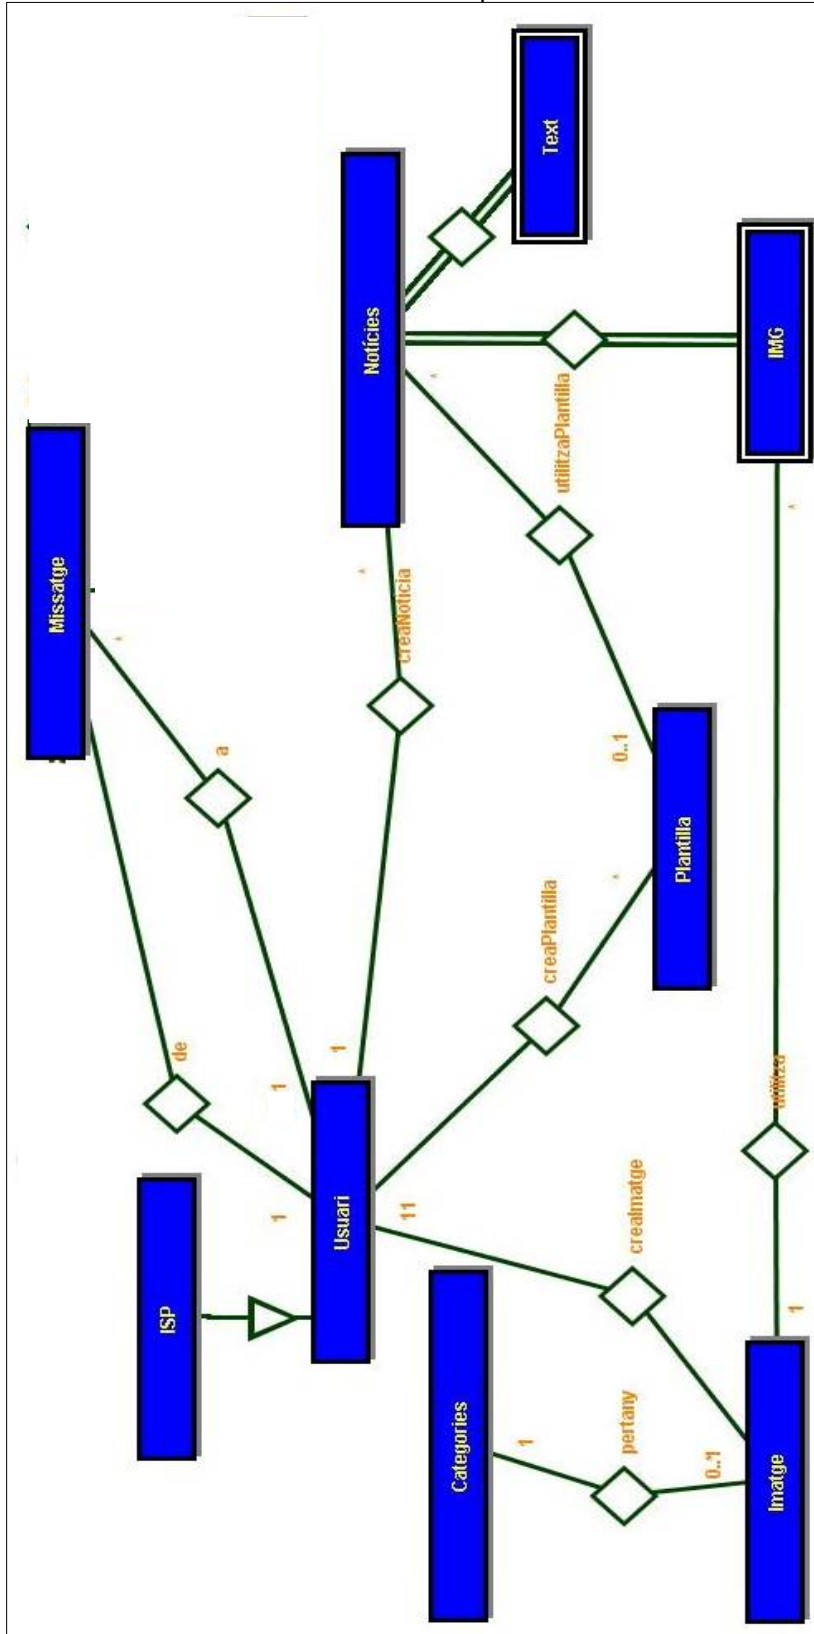 Missatge
*
ISP
de
a
1
1
1
Usuari
*
Notícies
creaNoticia
11
*
Categories
1
creaPlantilla
Text
utilitzaPlantilla
*
0..1
pertany
creaImatge
Plantilla
0..*
Imatge
utilitza
IMG
1
*